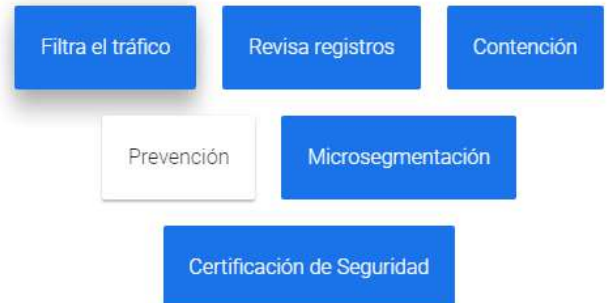 Filtra el tráfico
Revisa registros
Contención
Prevención
Microsegmentación
Certificación de Seguridad